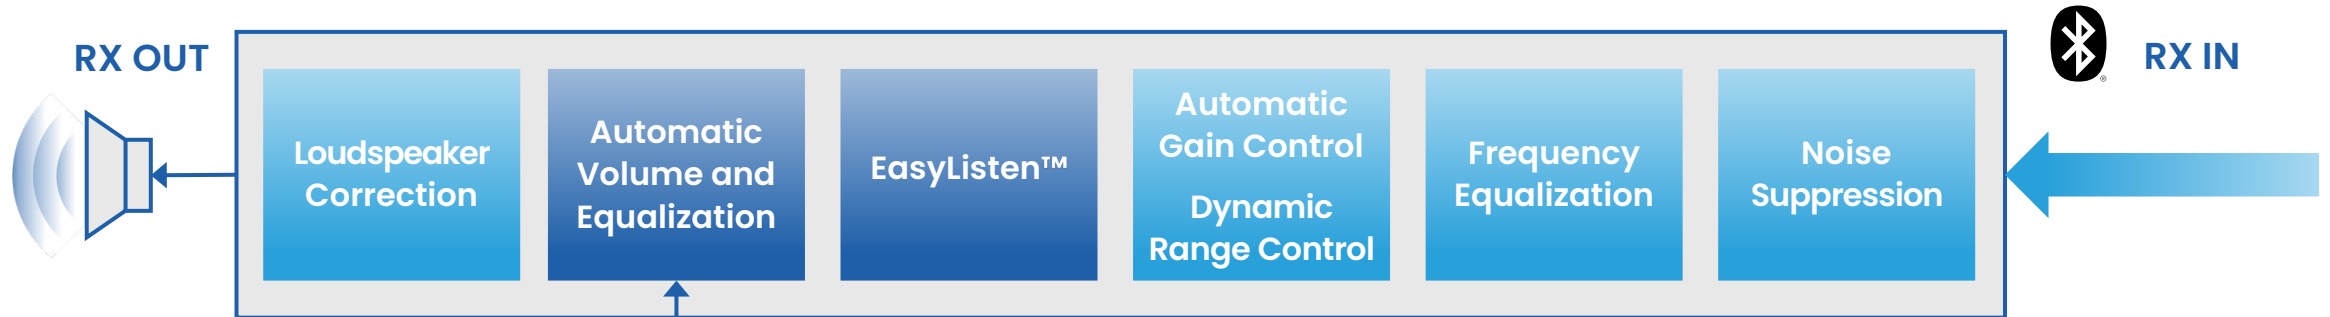 RX OUT
Loudspeaker
Correction
Automatic
Volume and
Equalization
EasyListen™
Automatic
Gain Control
Dynamic
Range Control
Frequency
Equalization
Noise
Suppression
®
RX IN